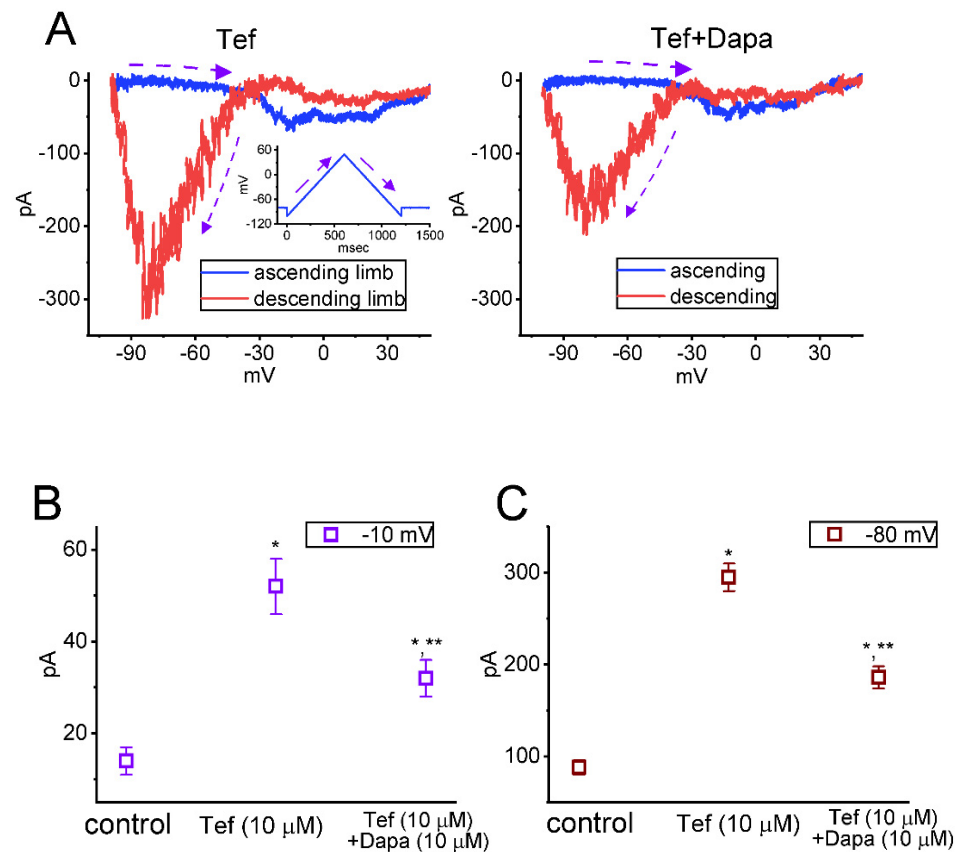 A
Tef
Tef+Dapa
0
-100
-200
-300
pA
-90
-60
-30
0
30
mV
60
0
-60
-120
mV
0
500
1000
1500
msec
ascending limb
descending limb
0
-100
-200
-300
pA
-90
-60
-30
0
30
mV
ascending
descending
B
-10 mV
60
40
20
pA
*
*,**
control
Tef (10 μM)
Tef (10 μM)
+Dapa (10 μM)
C
-80 mV
300
200
100
pA
*
*,**
control
Tef (10 μM)
Tef (10 μM)
+Dapa (10 μM)